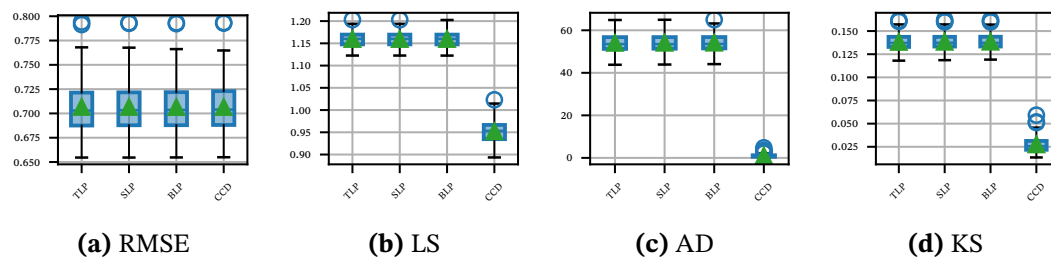 0.800
0.775
0.750
0.725
0.700
0.675
0.650
TLP
SLP
BLP
CCD
(a) RMSE
1.20
1.15
1.10
1.05
1.00
0.95
0.90
TLP
SLP
BLP
CCD
(b) LS
60
40
20
0
TLP
SLP
BLP
CCD
(c) AD
0.150
0.125
0.100
0.075
0.050
0.025
TLP
SLP
BLP
CCD
(d) KS